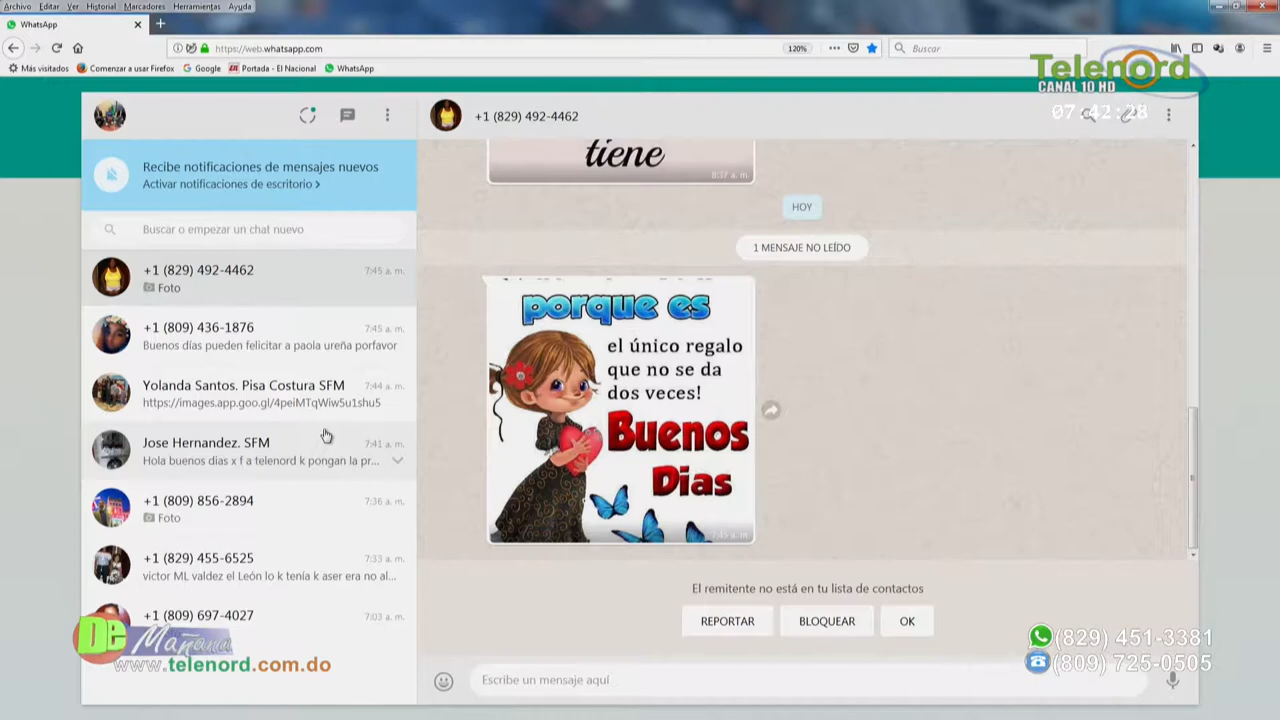 Archivo Editar Ver Historial Marcadores Herramientas Ayuda
WhatsApp
https://web.whatsapp.com
120%
Buscar
Más visitados
Comenzar a usar Firefox
Google
Portada - El Nacional
WhatsApp
Telenord
CANAL 10 HD
07:42:28
+1 (829) 492-4462
Recibe notificaciones de mensajes nuevos
Activar notificaciones de escritorio >
Buscar o empezar un chat nuevo
+1 (829) 492-4462 7:45 a. m.
Foto
+1 (809) 436-1876 7:45 a. m.
Buenos días pueden felicitar a paola ureña porfavor
Yolanda Santos. Pisa Costura SFM 7:44 a. m.
https://images.app.goo.gl/4peiMTqWiw5u1shu5
Jose Hernandez. SFM 7:41 a. m.
Hola buenos dias x f a telenord k pongan la pr...
+1 (809) 856-2894 7:36 a. m.
Foto
+1 (829) 455-6525 7:33 a. m.
victor ML valdez el León lo k tenía k aser era no al...
+1 (809) 697-4027 7:03 a. m.
tiene
8:37 a. m.
HOY
1 MENSAJE NO LEÍDO
porque es
el único regalo
que no se da
dos veces!
Buenos
Dias
7:45 a. m.
El remitente no está en tu lista de contactos
REPORTAR
BLOQUEAR
OK
Escribe un mensaje aquí
De Mañana
www.telenord.com.do
(829) 451-3381
(809) 725-0505